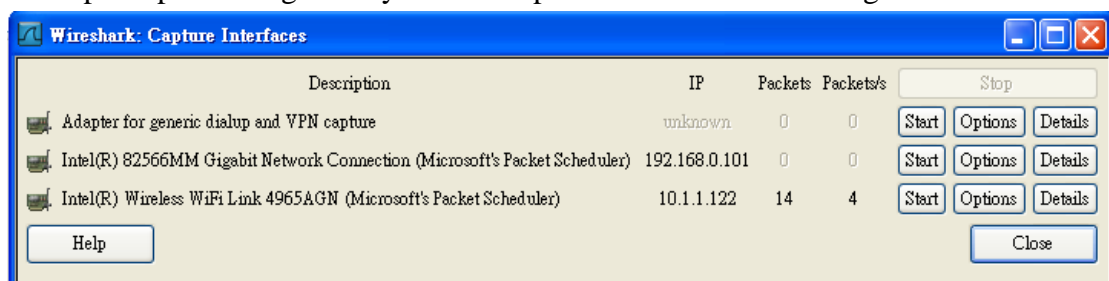 Wireshark: Capture Interfaces
Description IP Packets Packets/s Stop
Adapter for generic dialup and VPN capture unknown 0 0 Start Options Details
Intel(R) 82566MM Gigabit Network Connection (Microsoft's Packet Scheduler) 192.168.0.101 0 0 Start Options Details
Intel(R) Wireless WiFi Link 4965AGN (Microsoft's Packet Scheduler) 10.1.1.122 14 4 Start Options Details
Help Close